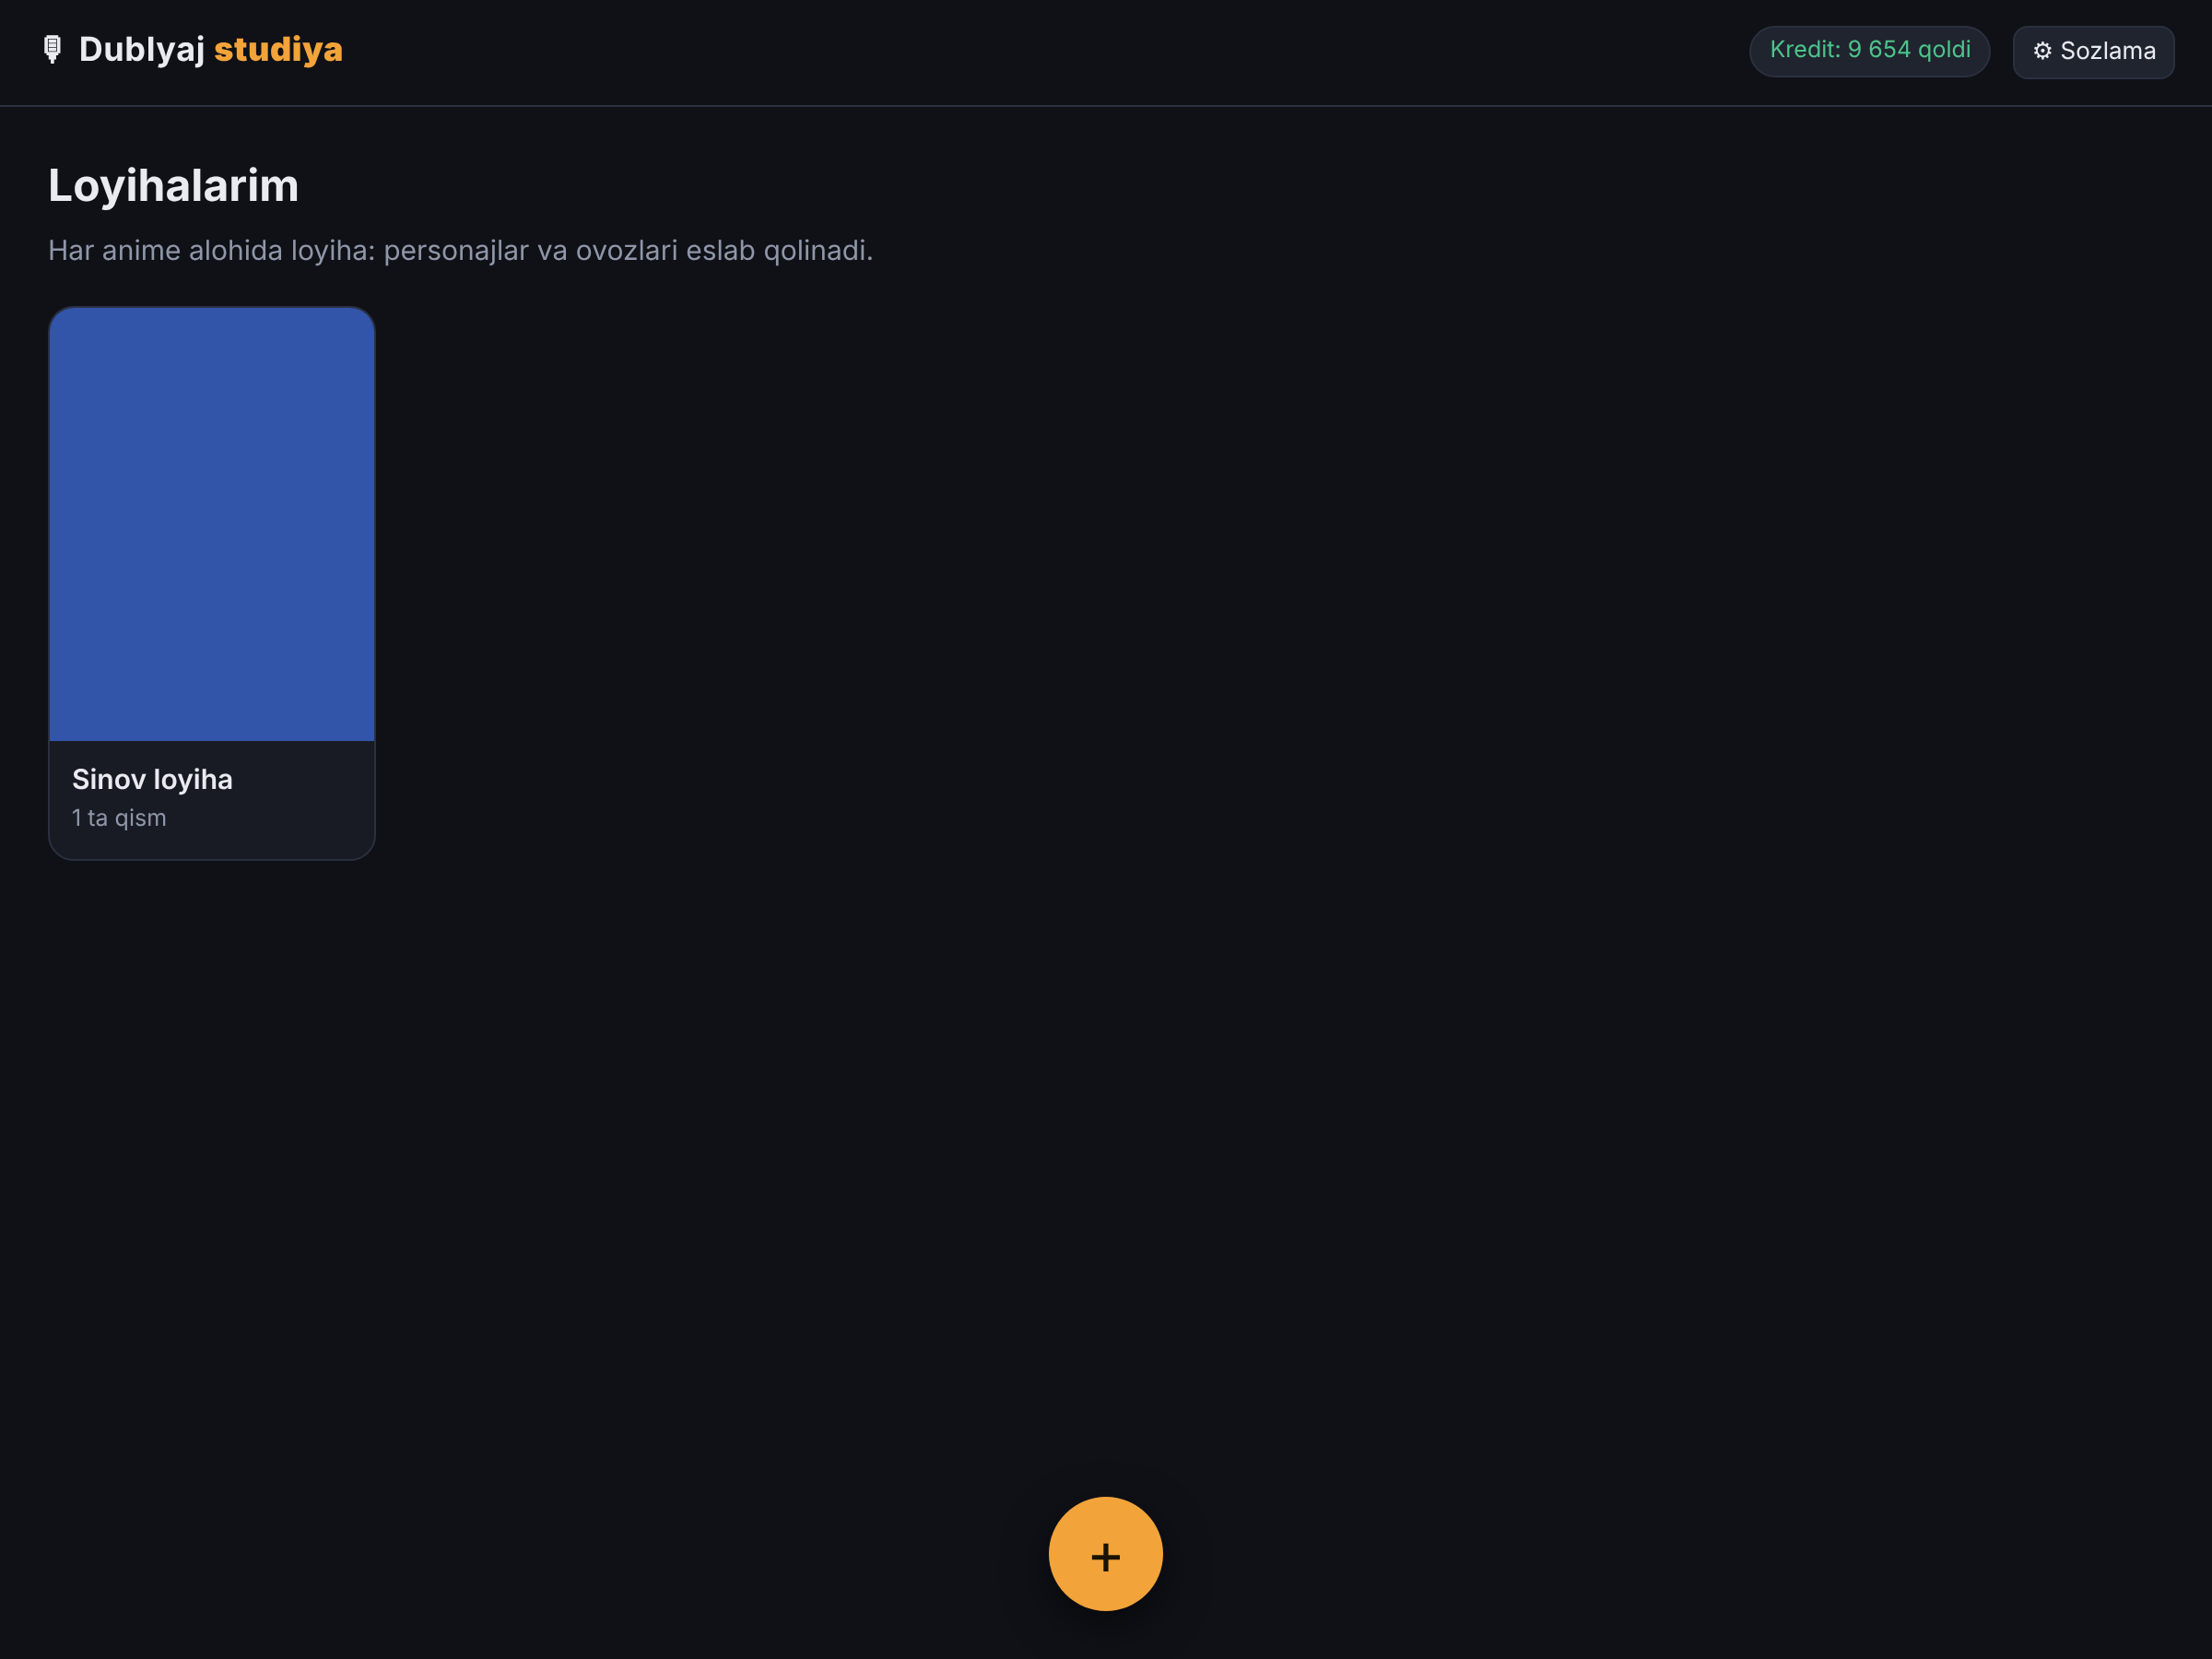 Dublyaj studiya
Kredit: 9 654 qoldi
Sozlama
Loyihalarim
Har anime alohida loyiha: personajlar va ovozlari eslab qolinadi.
Sinov loyiha
1 ta qism
+